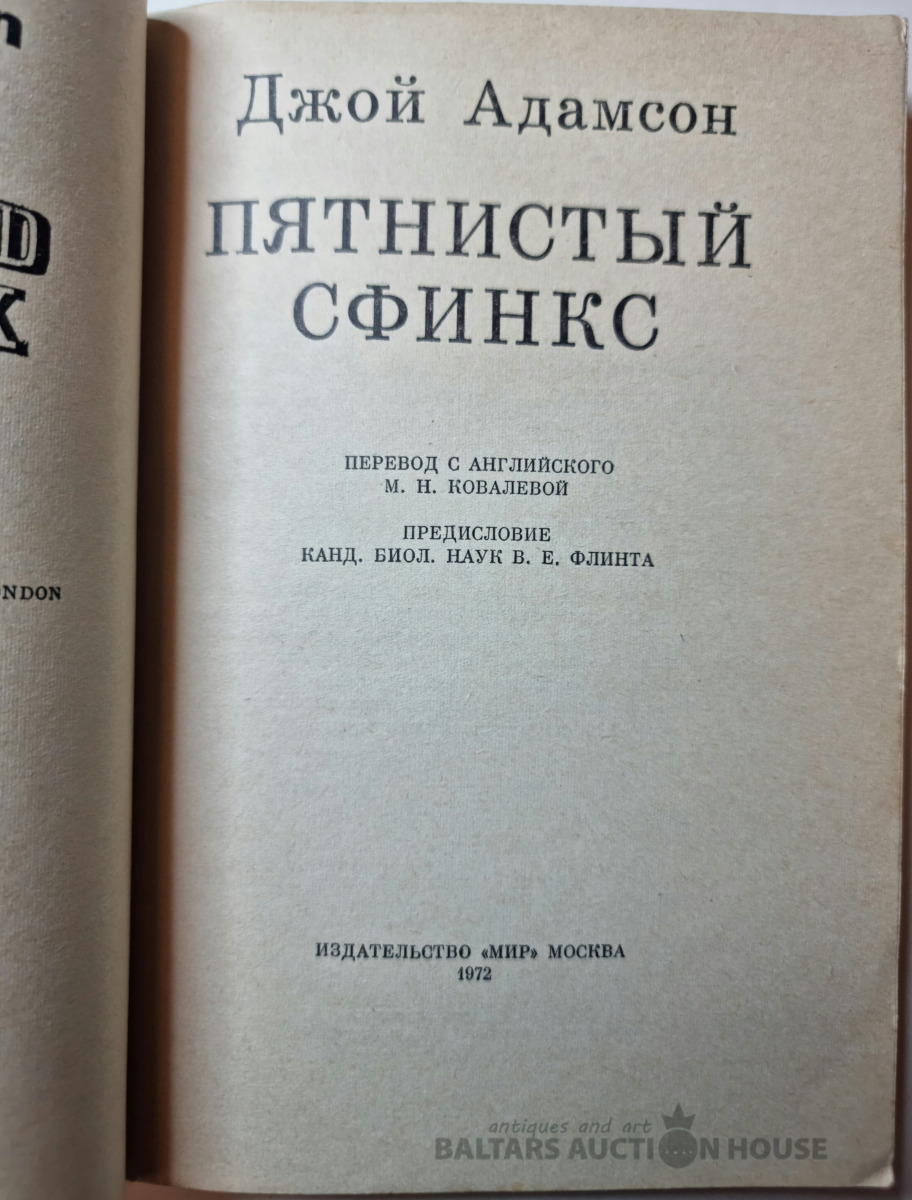 Джой Адамсон
ПЯТНИСТЫЙ
СФИНКС
ПЕРЕВОД С АНГЛИЙСКОГО
М. Н. КОВАЛЕВОЙ
ПРЕДИСЛОВИЕ
КАНД. БИОЛ. НАУК В. Е. ФЛИНТА
ИЗДАТЕЛЬСТВО «МИР» МОСКВА
1972
antiques and art
BALTARS AUCTION HOUSE